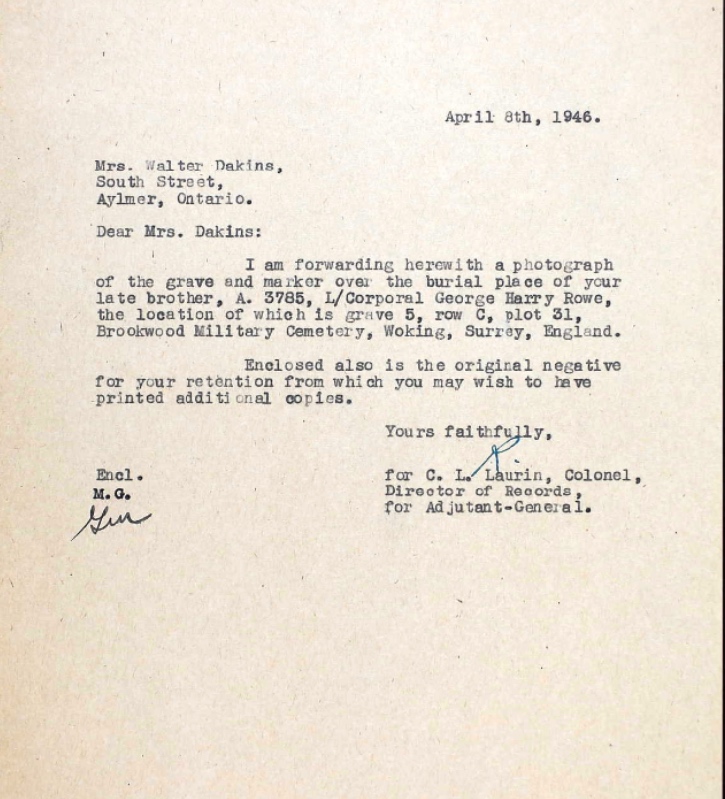 April 8th, 1946.
Mrs. Walter Dakins,
South Street,
Aylmer, Ontario.
Dear Mrs. Dakins:
I am forwarding herewith a photograph
of the grave and marker over the burial place of your
late brother, A. 3785, L/Corporal George Harry Rowe,
the location of which is grave 5, row C, plot 31,
Brookwood Military Cemetery, Woking, Surrey, England.
Enclosed also is the original negative
for your retention from which you may wish to have
printed additional copies.
Yours faithfully,
for C. L. Laurin, Colonel,
Director of Records,
for Adjutant-General.
Encl.
M.G.